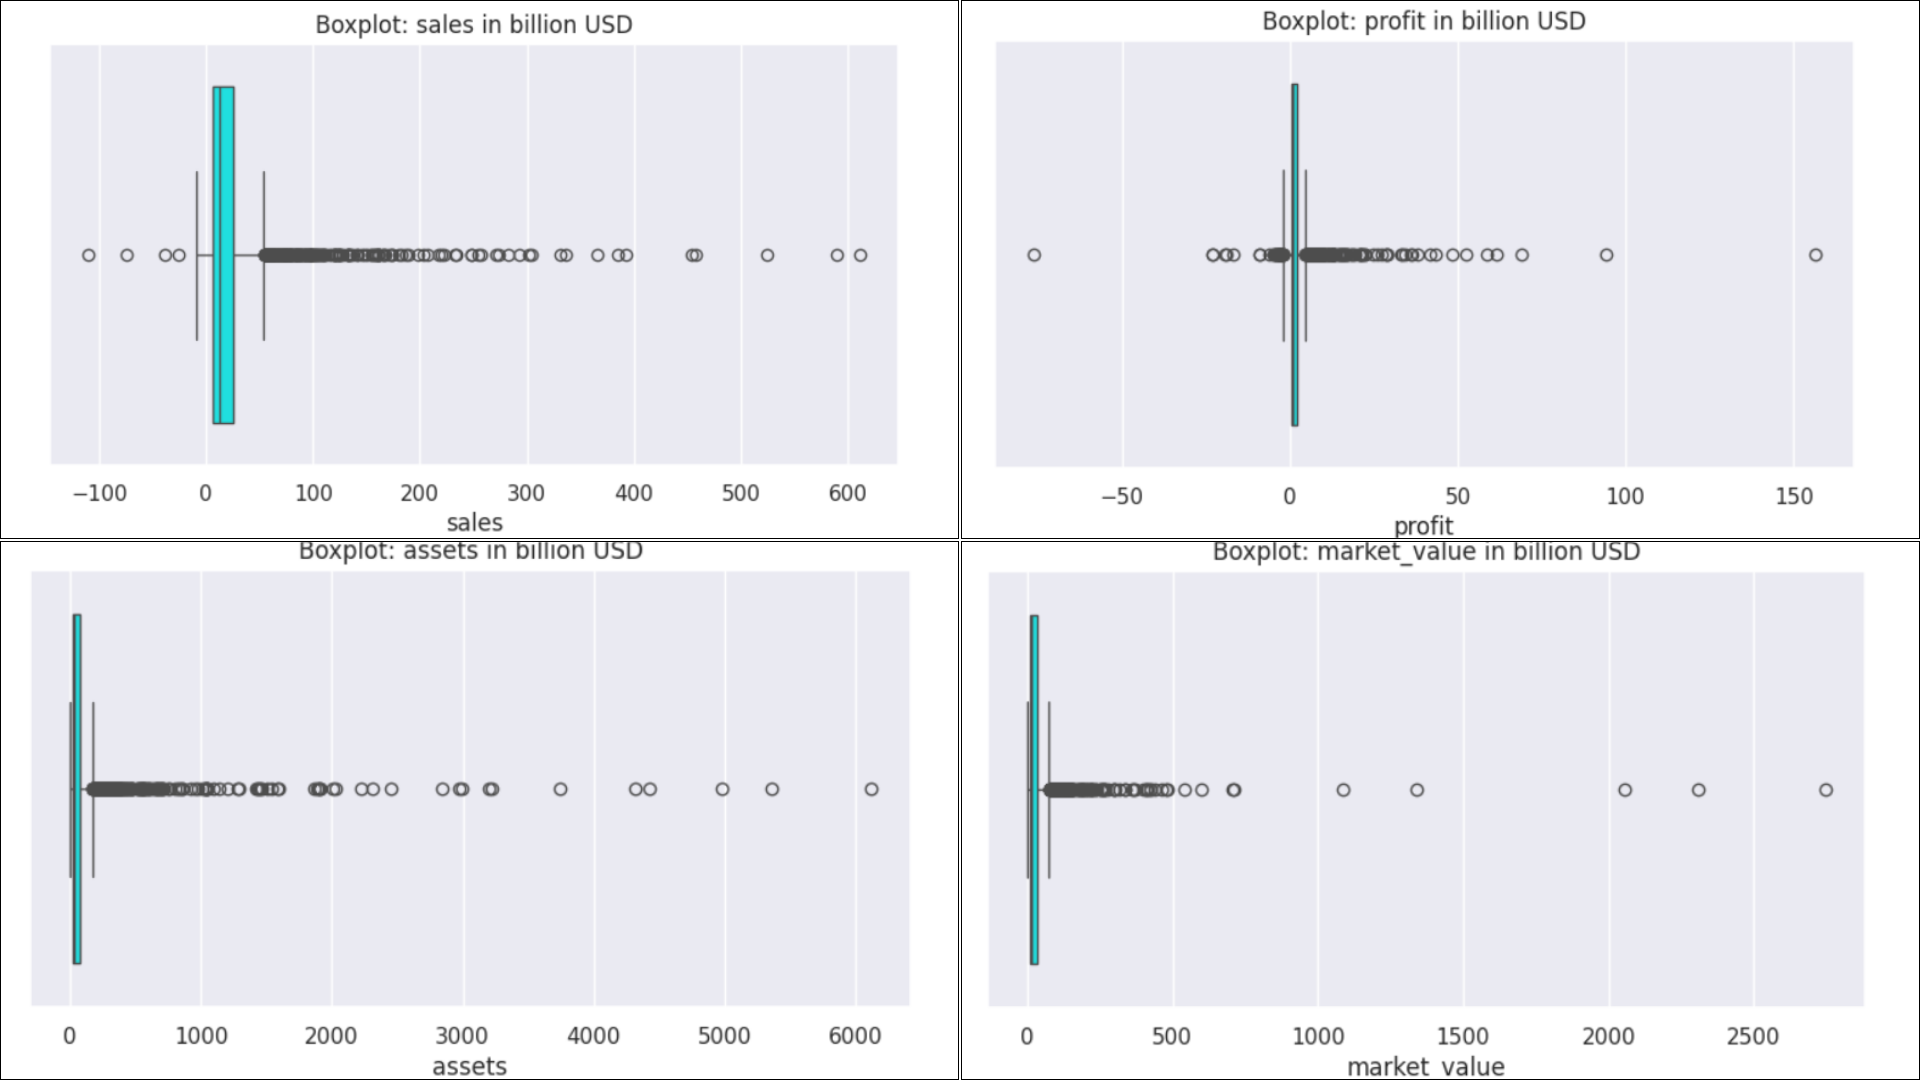 Boxplot: sales in billion USD
−100 0 100 200 300 400 500 600
sales
Boxplot: profit in billion USD
−50 0 50 100 150
profit
Boxplot: assets in billion USD
0 1000 2000 3000 4000 5000 6000
assets
Boxplot: market_value in billion USD
0 500 1000 1500 2000 2500
market_value